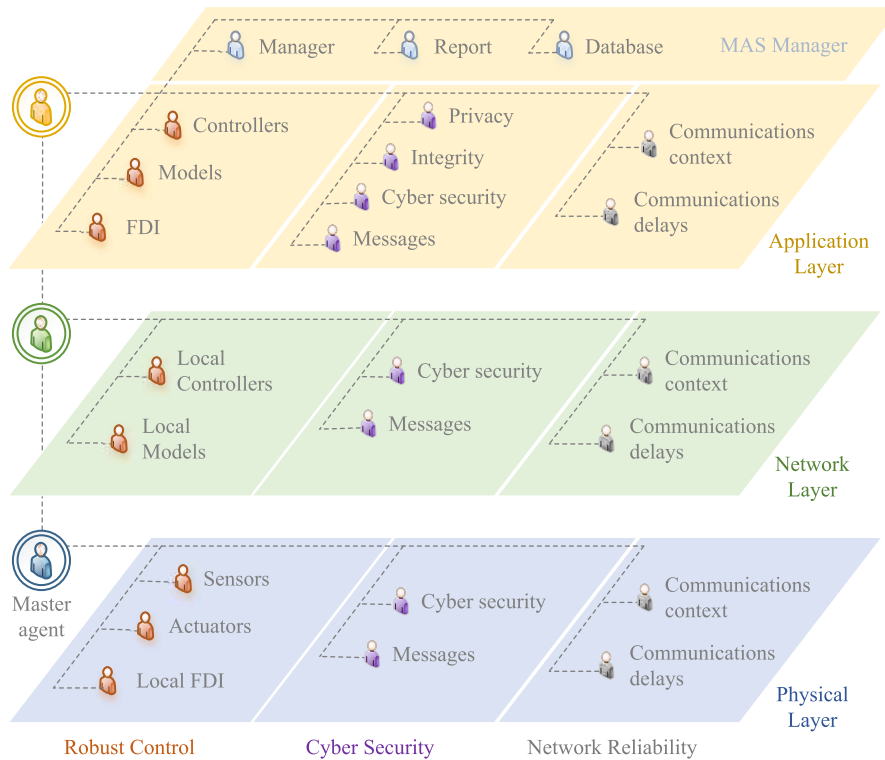 Manager
Report
Database
MAS Manager
Controllers
Models
FDI
Privacy
Integrity
Cyber security
Messages
Communications
context
Communications
delays
Application
Layer
Local
Controllers
Local
Models
Cyber security
Messages
Communications
context
Communications
delays
Network
Layer
Master
agent
Sensors
Actuators
Local FDI
Cyber security
Messages
Communications
context
Communications
delays
Physical
Layer
Robust Control
Cyber Security
Network Reliability